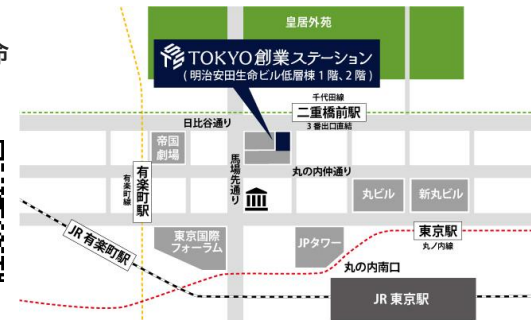 皇居外苑
命
TOKYO創業ステーション
(明治安田生命ビル低層棟1階、2階)
千代田線
二重橋前駅
3番出口直結
日比谷通り
帝国
劇場
馬場先通り
丸の内仲通り
有楽町線
有楽町駅
丸ビル
新丸ビル
JR有楽町駅
東京国際
フォーラム
JPタワー
東京駅
丸ノ内線
丸の内南口
JR 東京駅